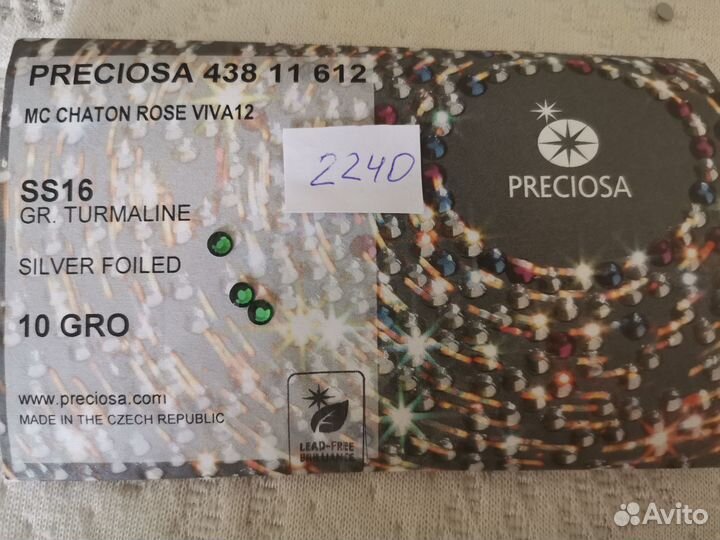 PRECIOSA 438 11 612
MC CHATON ROSE VIVA12
2240
SS16
GR. TURMALINE
SILVER FOILED
10 GRO
www.preciosa.com
MADE IN THE CZECH REPUBLIC
LEAD-FREE
BRILLIANCE
PRECIOSA
Avito